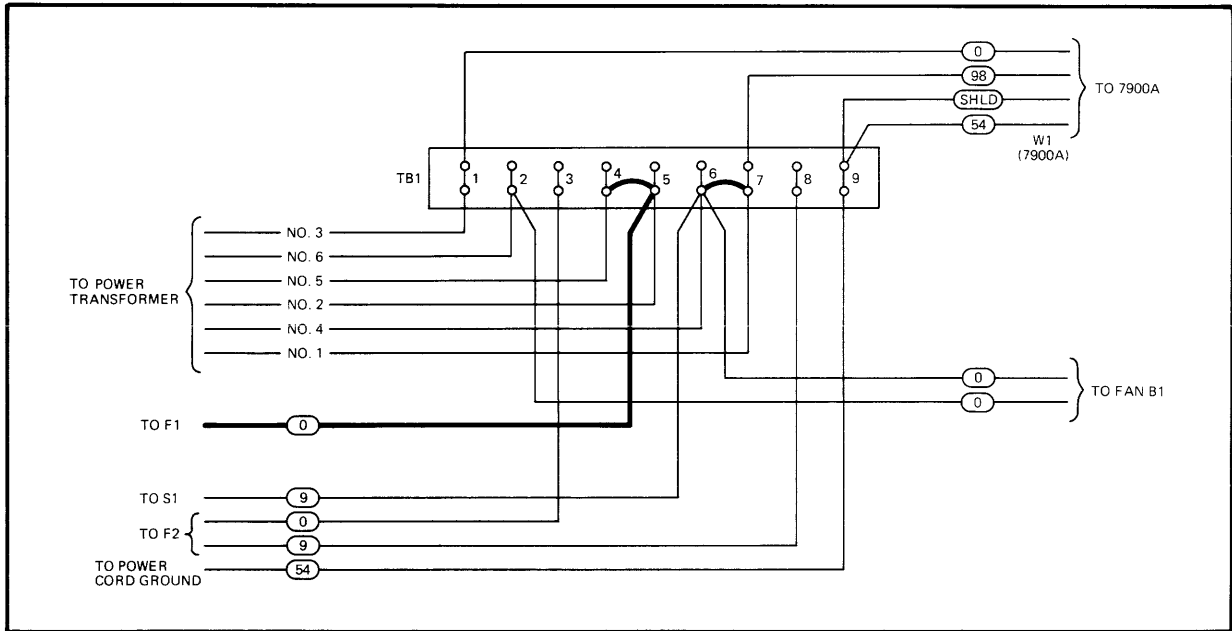 0
98
TO 7900A
SHLD
54
W1
(7900A)
TB1
1
2
3
4
5
6
7
8
9
NO. 3
NO. 6
NO. 5
NO. 2
NO. 4
NO. 1
TO POWER
TRANSFORMER
0
0
TO FAN B1
TO F1
0
TO S1
9
TO F2
0
9
TO POWER
CORD GROUND
54